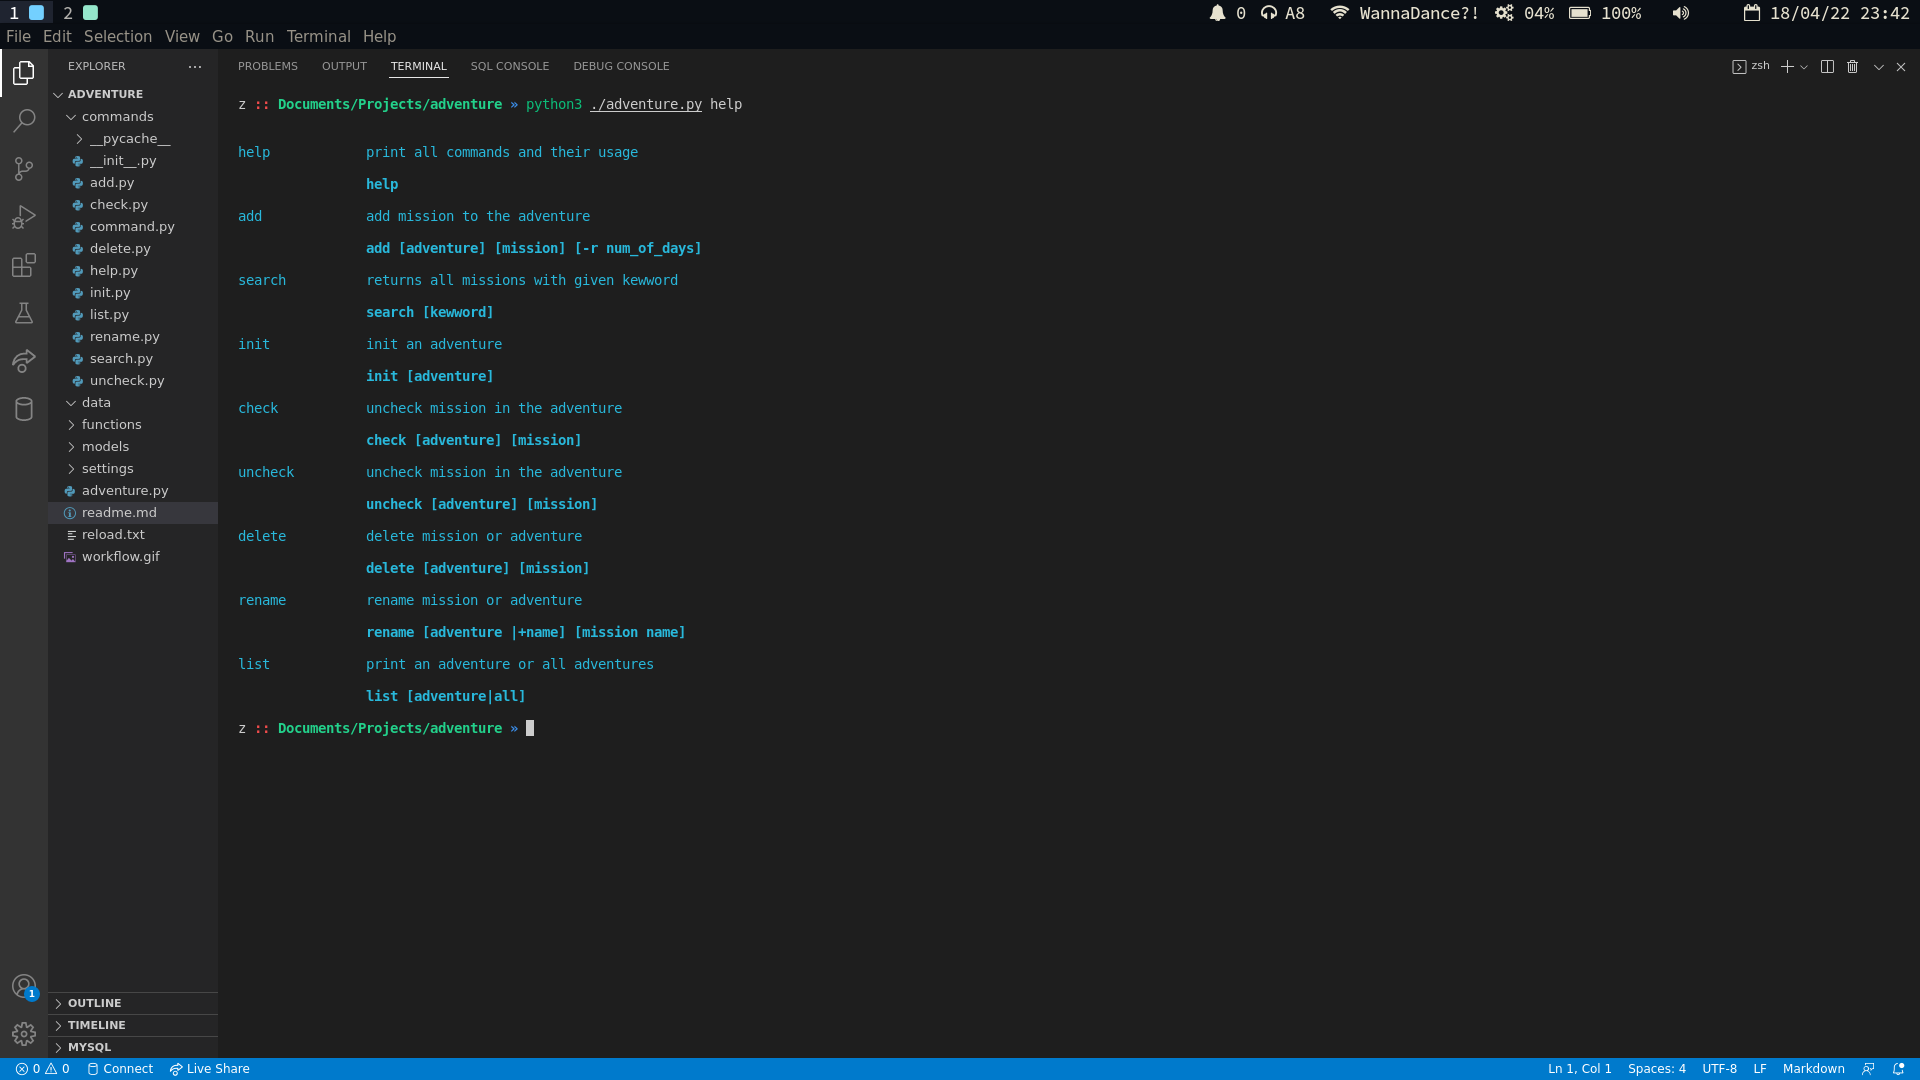 1 2 0 A8 WannaDance?! 04% 100% 18/04/22 23:42
File Edit Selection View Go Run Terminal Help
EXPLORER
ADVENTURE
commands
__pycache__
__init__.py
add.py
check.py
command.py
delete.py
help.py
init.py
list.py
rename.py
search.py
uncheck.py
data
functions
models
settings
adventure.py
readme.md
reload.txt
workflow.gif
OUTLINE
TIMELINE
MYSQL
1
PROBLEMS OUTPUT TERMINAL SQL CONSOLE DEBUG CONSOLE zsh
z :: Documents/Projects/adventure » python3 ./adventure.py help
help print all commands and their usage
help
add add mission to the adventure
add [adventure] [mission] [-r num_of_days]
search returns all missions with given kewword
search [kewword]
init init an adventure
init [adventure]
check uncheck mission in the adventure
check [adventure] [mission]
uncheck uncheck mission in the adventure
uncheck [adventure] [mission]
delete delete mission or adventure
delete [adventure] [mission]
rename rename mission or adventure
rename [adventure |+name] [mission name]
list print an adventure or all adventures
list [adventure|all]
z :: Documents/Projects/adventure »
0 0 Connect Live Share Ln 1, Col 1 Spaces: 4 UTF-8 LF Markdown